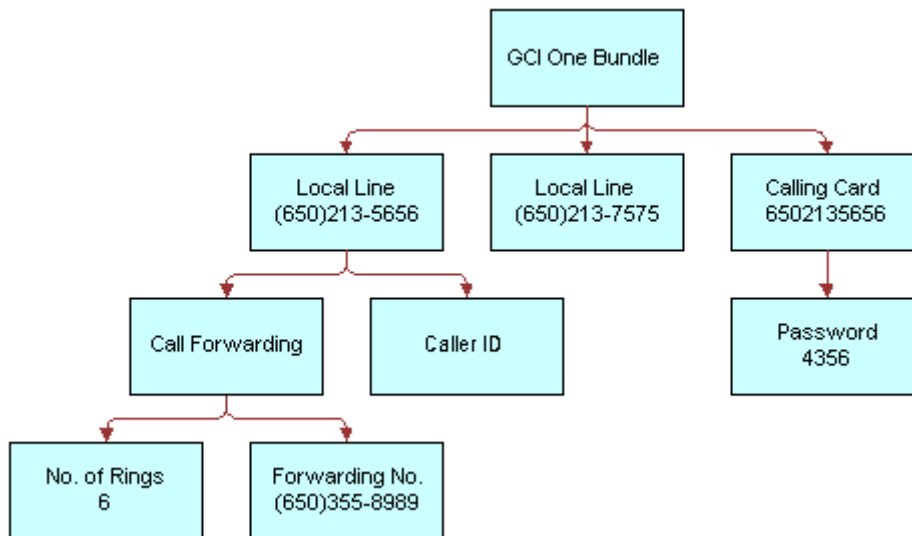 GCI One Bundle
Local Line
(650)213-5656
Local Line
(650)213-7575
Calling Card
6502135656
Call Forwarding
Caller ID
Password
4356
No. of Rings
6
Forwarding No.
(650)355-8989